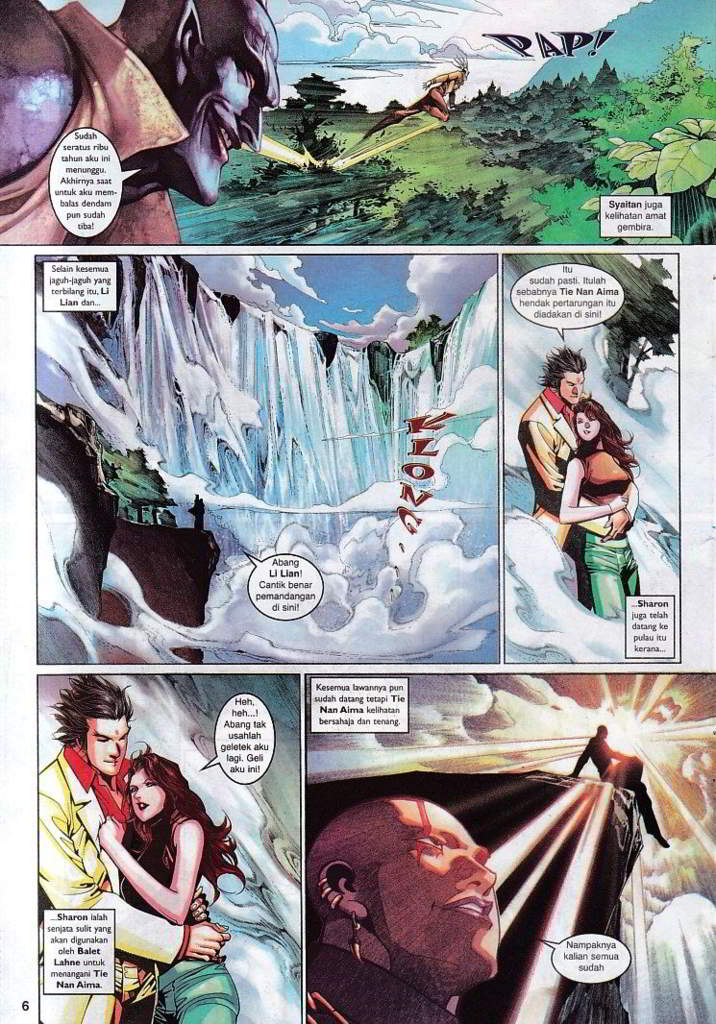 PAP!
Sudah
seratus ribu
tahun aku ini
menunggu.
Akhirnya saat
untuk aku mem-
balas dendam
pun sudah
tiba!
Syaitan juga
kelihatan amat
gembira.
Selain kesemua
jaguh-jaguh yang
terbilang itu, Li
Lian dan...
KLONG...
Abang
Li Lian!
Cantik benar
pemandangan
di sini!
Itu
sudah pasti. Itulah
sebabnya Tie Nan Aima
hendak pertarungan itu
diadakan di sini!
...Sharon
juga telah
datang ke
pulau itu
kerana...
Heh,
heh...!
Abang tak
usahlah
geletek aku
lagi. Geli
aku ini!
...Sharon ialah
senjata sulit yang
akan digunakan
oleh Balet
Lahne untuk
menangani Tie
Nan Aima.
Kesemua lawannya pun
sudah datang tetapi Tie
Nan Aima kelihatan
bersahaja dan tenang.
Nampaknya
kalian semua
sudah
6